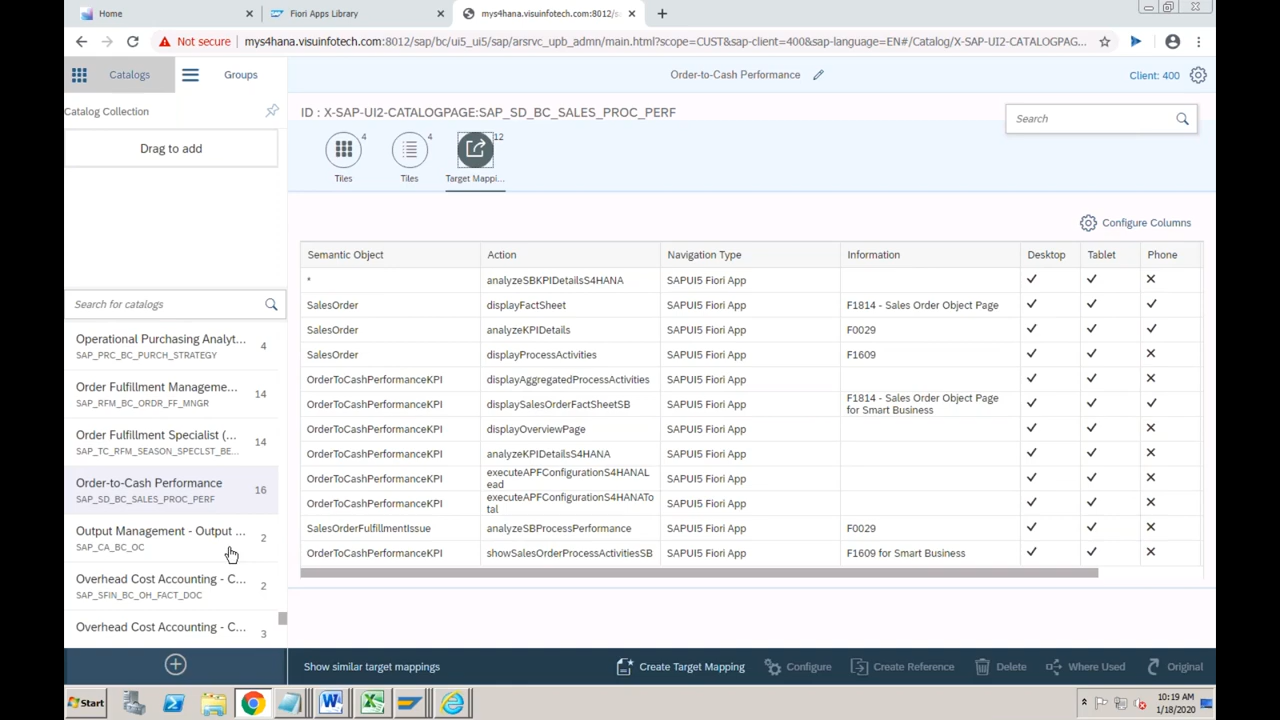 Home
Fiori Apps Library
mys4hana.visuinfotech.com:8012/s
Not secure
mys4hana.visuinfotech.com:8012/sap/bc/ui5_ui5/sap/arsrvc_upb_admn/main.html?scope=CUST&sap-client=400&sap-language=EN#/Catalog/X-SAP-UI2-CATALOGPAG...
Catalogs
Groups
Order-to-Cash Performance
Client: 400
Catalog Collection
Drag to add
Search for catalogs
Operational Purchasing Analyt...
SAP_PRC_BC_PURCH_STRATEGY
4
Order Fulfillment Manageme...
SAP_RFM_BC_ORDR_FF_MNGR
14
Order Fulfillment Specialist (...
SAP_TC_RFM_SEASON_SPECLST_BE...
14
Order-to-Cash Performance
SAP_SD_BC_SALES_PROC_PERF
16
Output Management - Output ...
SAP_CA_BC_OC
2
Overhead Cost Accounting - C...
SAP_SFIN_BC_OH_FACT_DOC
2
Overhead Cost Accounting - C...
3
ID : X-SAP-UI2-CATALOGPAGE:SAP_SD_BC_SALES_PROC_PERF
Search
4
Tiles
4
Tiles
12
Target Mappi...
Configure Columns
Semantic Object Action Navigation Type Information Desktop Tablet Phone
* analyzeSBKPIDetailsS4HANA SAPUI5 Fiori App
SalesOrder displayFactSheet SAPUI5 Fiori App F1814 - Sales Order Object Page
SalesOrder analyzeKPIDetails SAPUI5 Fiori App F0029
SalesOrder displayProcessActivities SAPUI5 Fiori App F1609
OrderToCashPerformanceKPI displayAggregatedProcessActivities SAPUI5 Fiori App
OrderToCashPerformanceKPI displaySalesOrderFactSheetSB SAPUI5 Fiori App F1814 - Sales Order Object Page
for Smart Business
OrderToCashPerformanceKPI displayOverviewPage SAPUI5 Fiori App
OrderToCashPerformanceKPI analyzeKPIDetailsS4HANA SAPUI5 Fiori App
OrderToCashPerformanceKPI executeAPFConfigurationS4HANAL
ead SAPUI5 Fiori App
OrderToCashPerformanceKPI executeAPFConfigurationS4HANATo
tal SAPUI5 Fiori App
SalesOrderFulfillmentIssue analyzeSBProcessPerformance SAPUI5 Fiori App F0029
OrderToCashPerformanceKPI showSalesOrderProcessActivitiesSB SAPUI5 Fiori App F1609 for Smart Business
Show similar target mappings
Create Target Mapping
Configure
Create Reference
Delete
Where Used
Original
Start
10:19 AM
1/18/2020